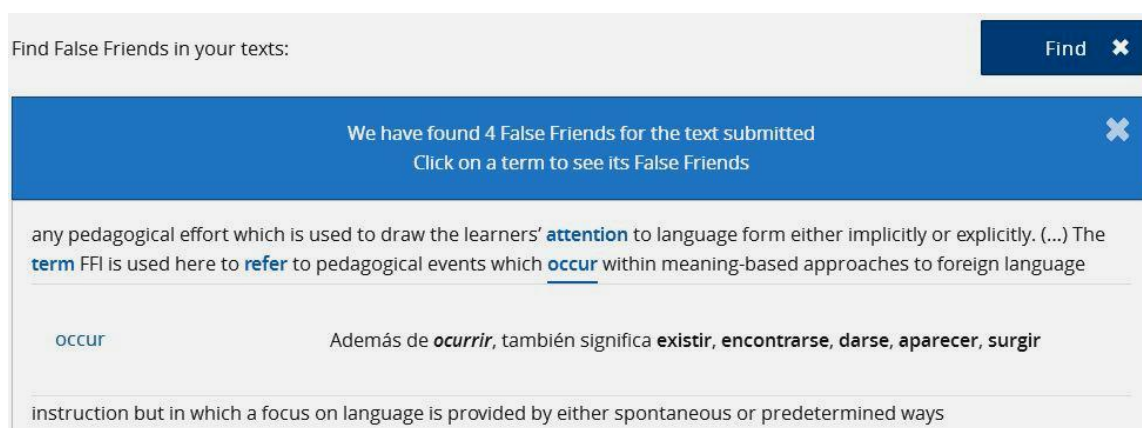 Find False Friends in your texts:
Find ✖
We have found 4 False Friends for the text submitted
Click on a term to see its False Friends
any pedagogical effort which is used to draw the learners’ attention to language form either implicitly or explicitly. (...) The
term FFI is used here to refer to pedagogical events which occur within meaning-based approaches to foreign language
occur
Además de ocurrir, también significa existir, encontrarse, darse, aparecer, surgir
instruction but in which a focus on language is provided by either spontaneous or predetermined ways